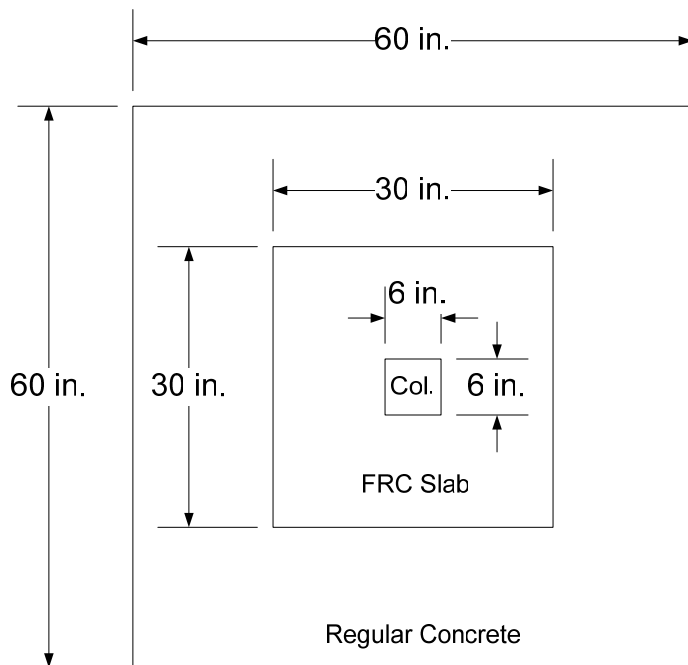 60 in.
30 in.
6 in.
60 in.
30 in.
Col.
6 in.
FRC Slab
Regular Concrete